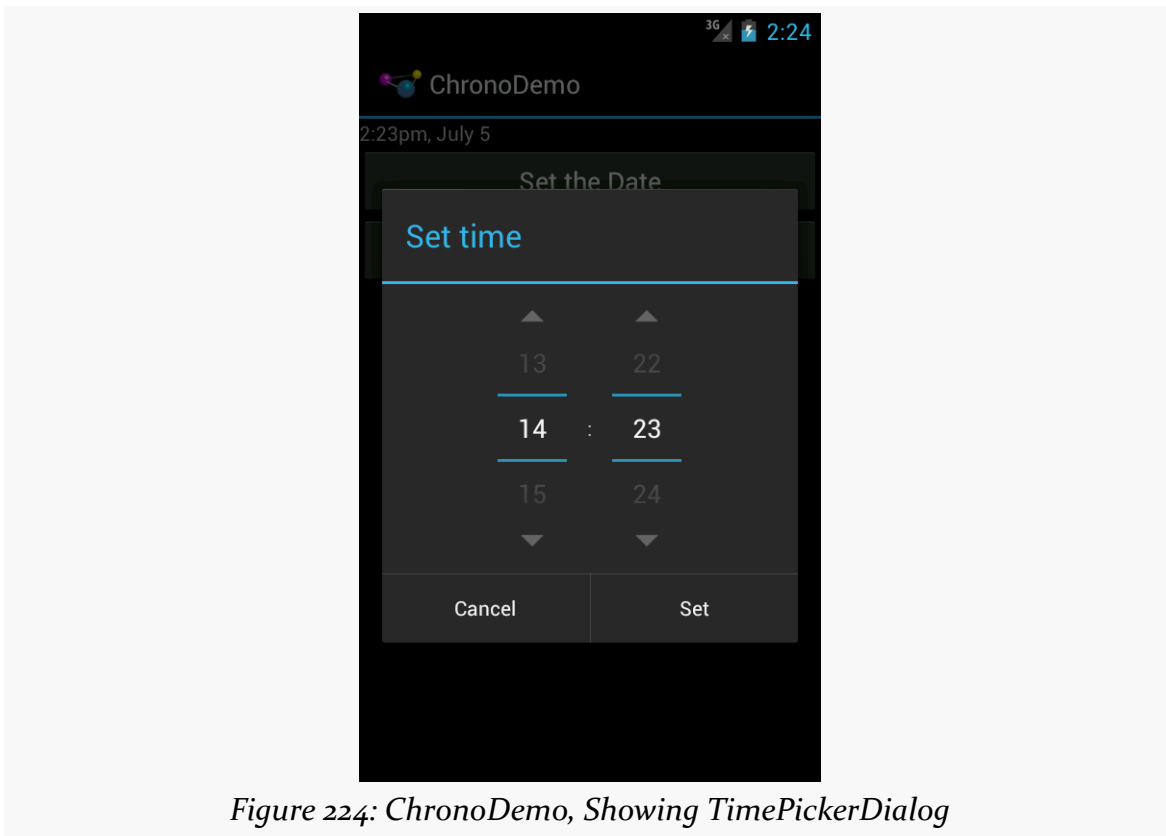 3G 2:24
ChronoDemo
2:23pm, July 5
Set the Date
Set time
13 22
14 : 23
15 24
Cancel Set
Figure 224: ChronoDemo, Showing TimePickerDialog